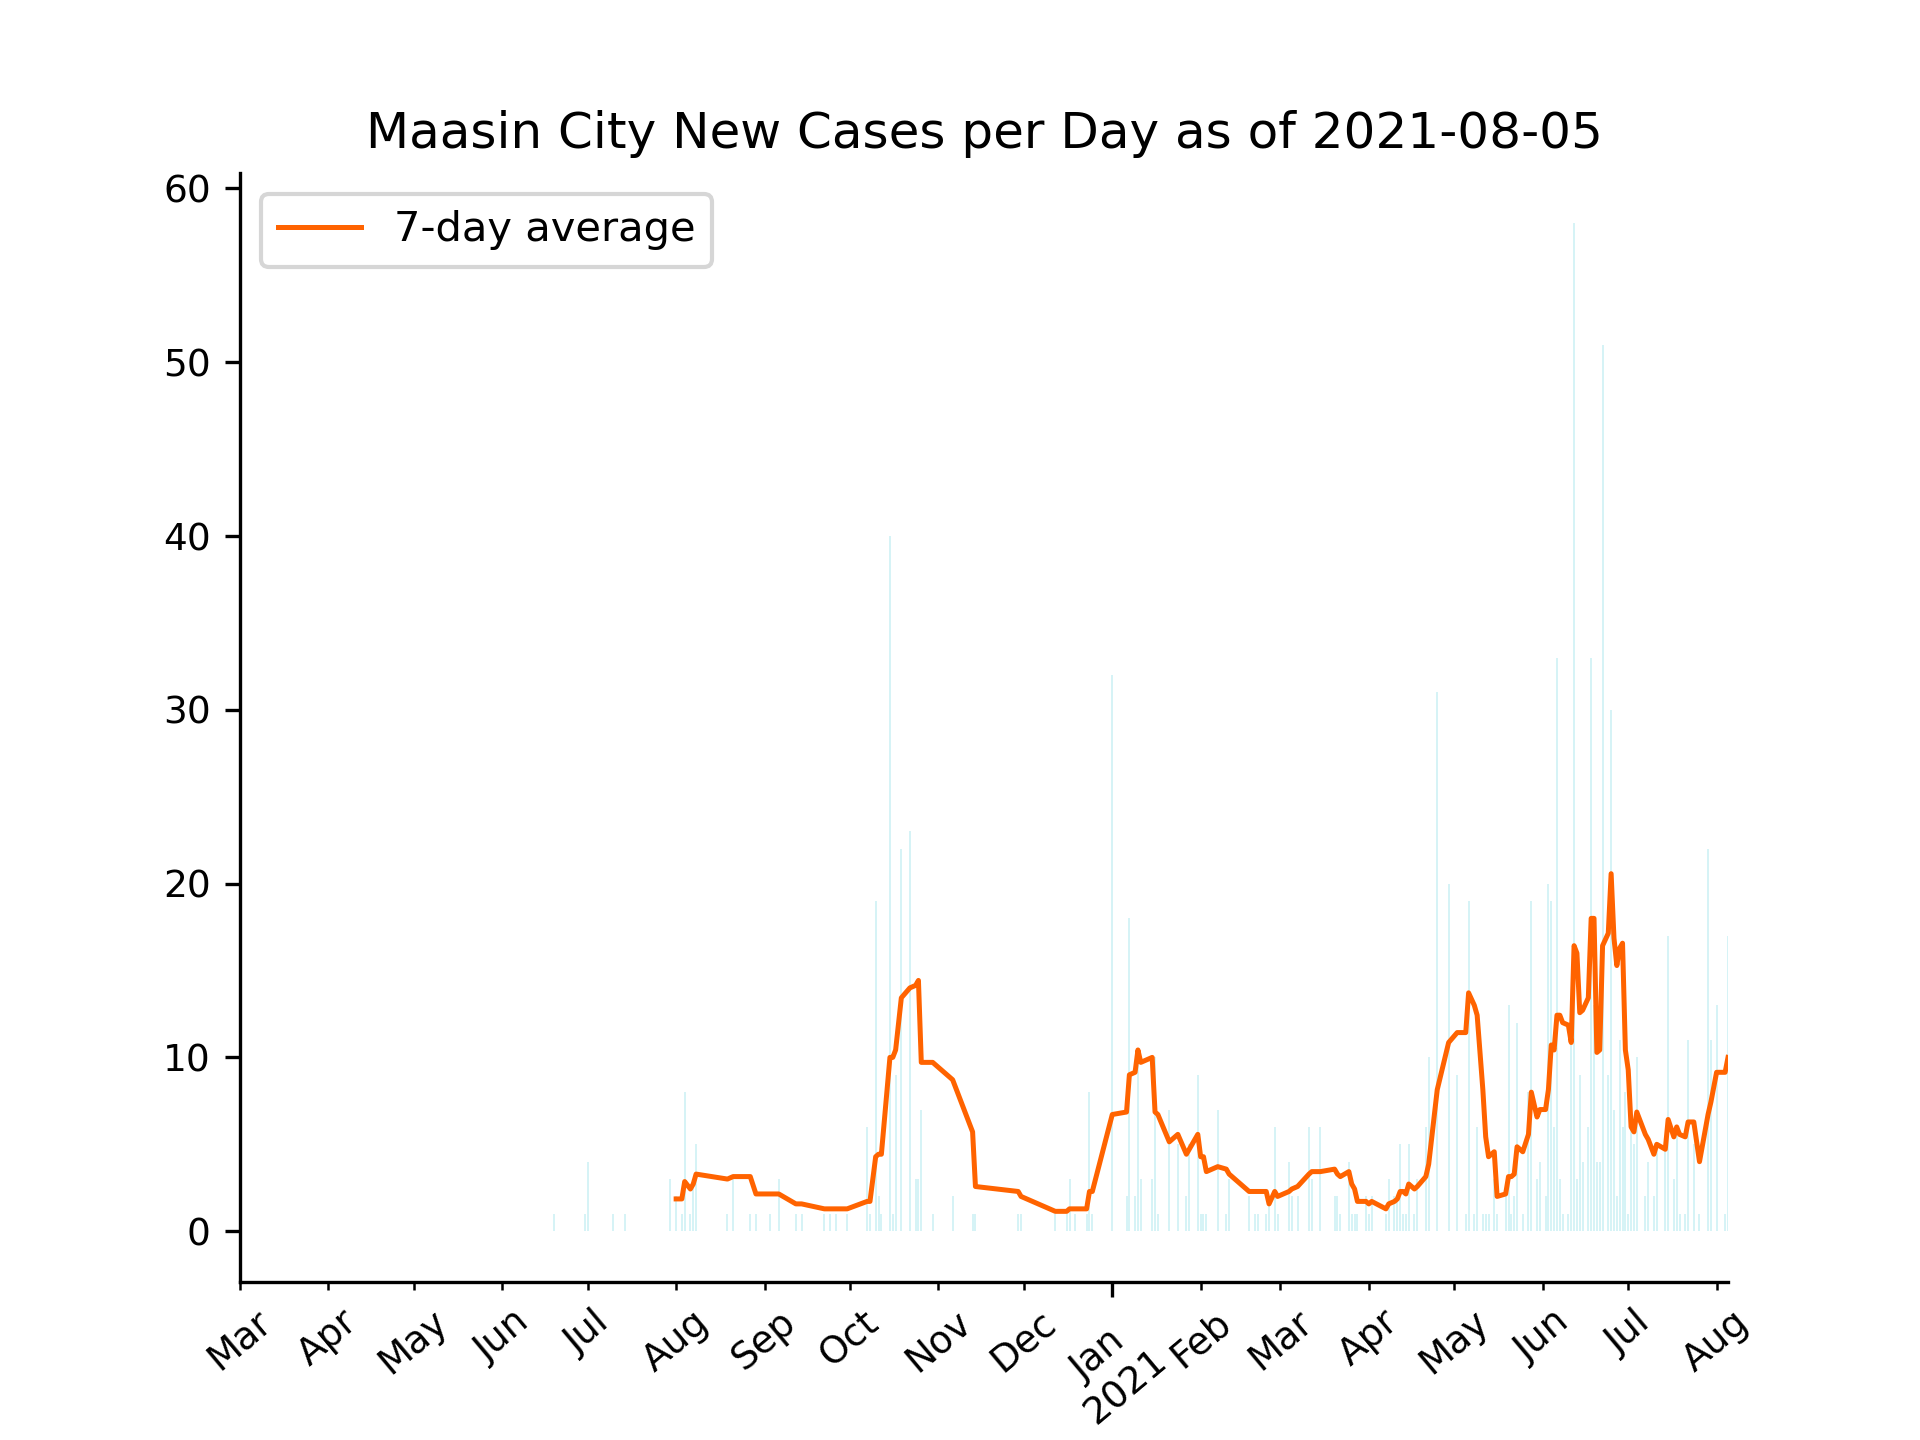 Maasin City New Cases per Day as of 2021-08-05
7-day average
60
50
40
30
20
10
0
Mar Apr May Jun Jul Aug Sep Oct Nov Dec Jan Feb Mar Apr May Jun Jul Aug
2021